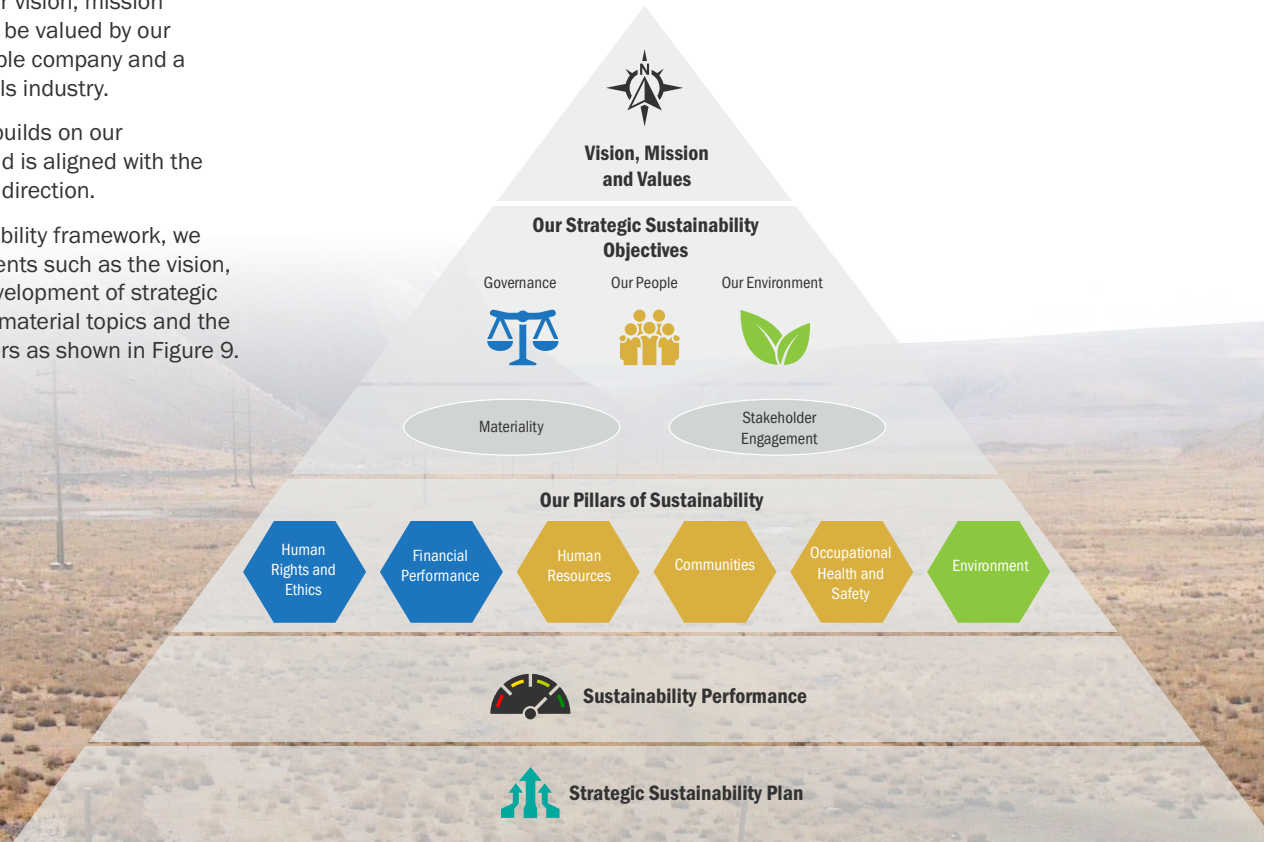 r vision, mission
be valued by our
ble company and a
ls industry.
builds on our
d is aligned with the
direction.
bility framework, we
ents such as the vision,
velopment of strategic
material topics and the
rs as shown in Figure 9.
N
Vision, Mission
and Values
Our Strategic Sustainability
Objectives
Governance
Our People
Our Environment
Materiality
Stakeholder
Engagement
Our Pillars of Sustainability
Human
Rights and
Ethics
Financial
Performance
Human
Resources
Communities
Occupational
Health and
Safety
Environment
Sustainability Performance
Strategic Sustainability Plan